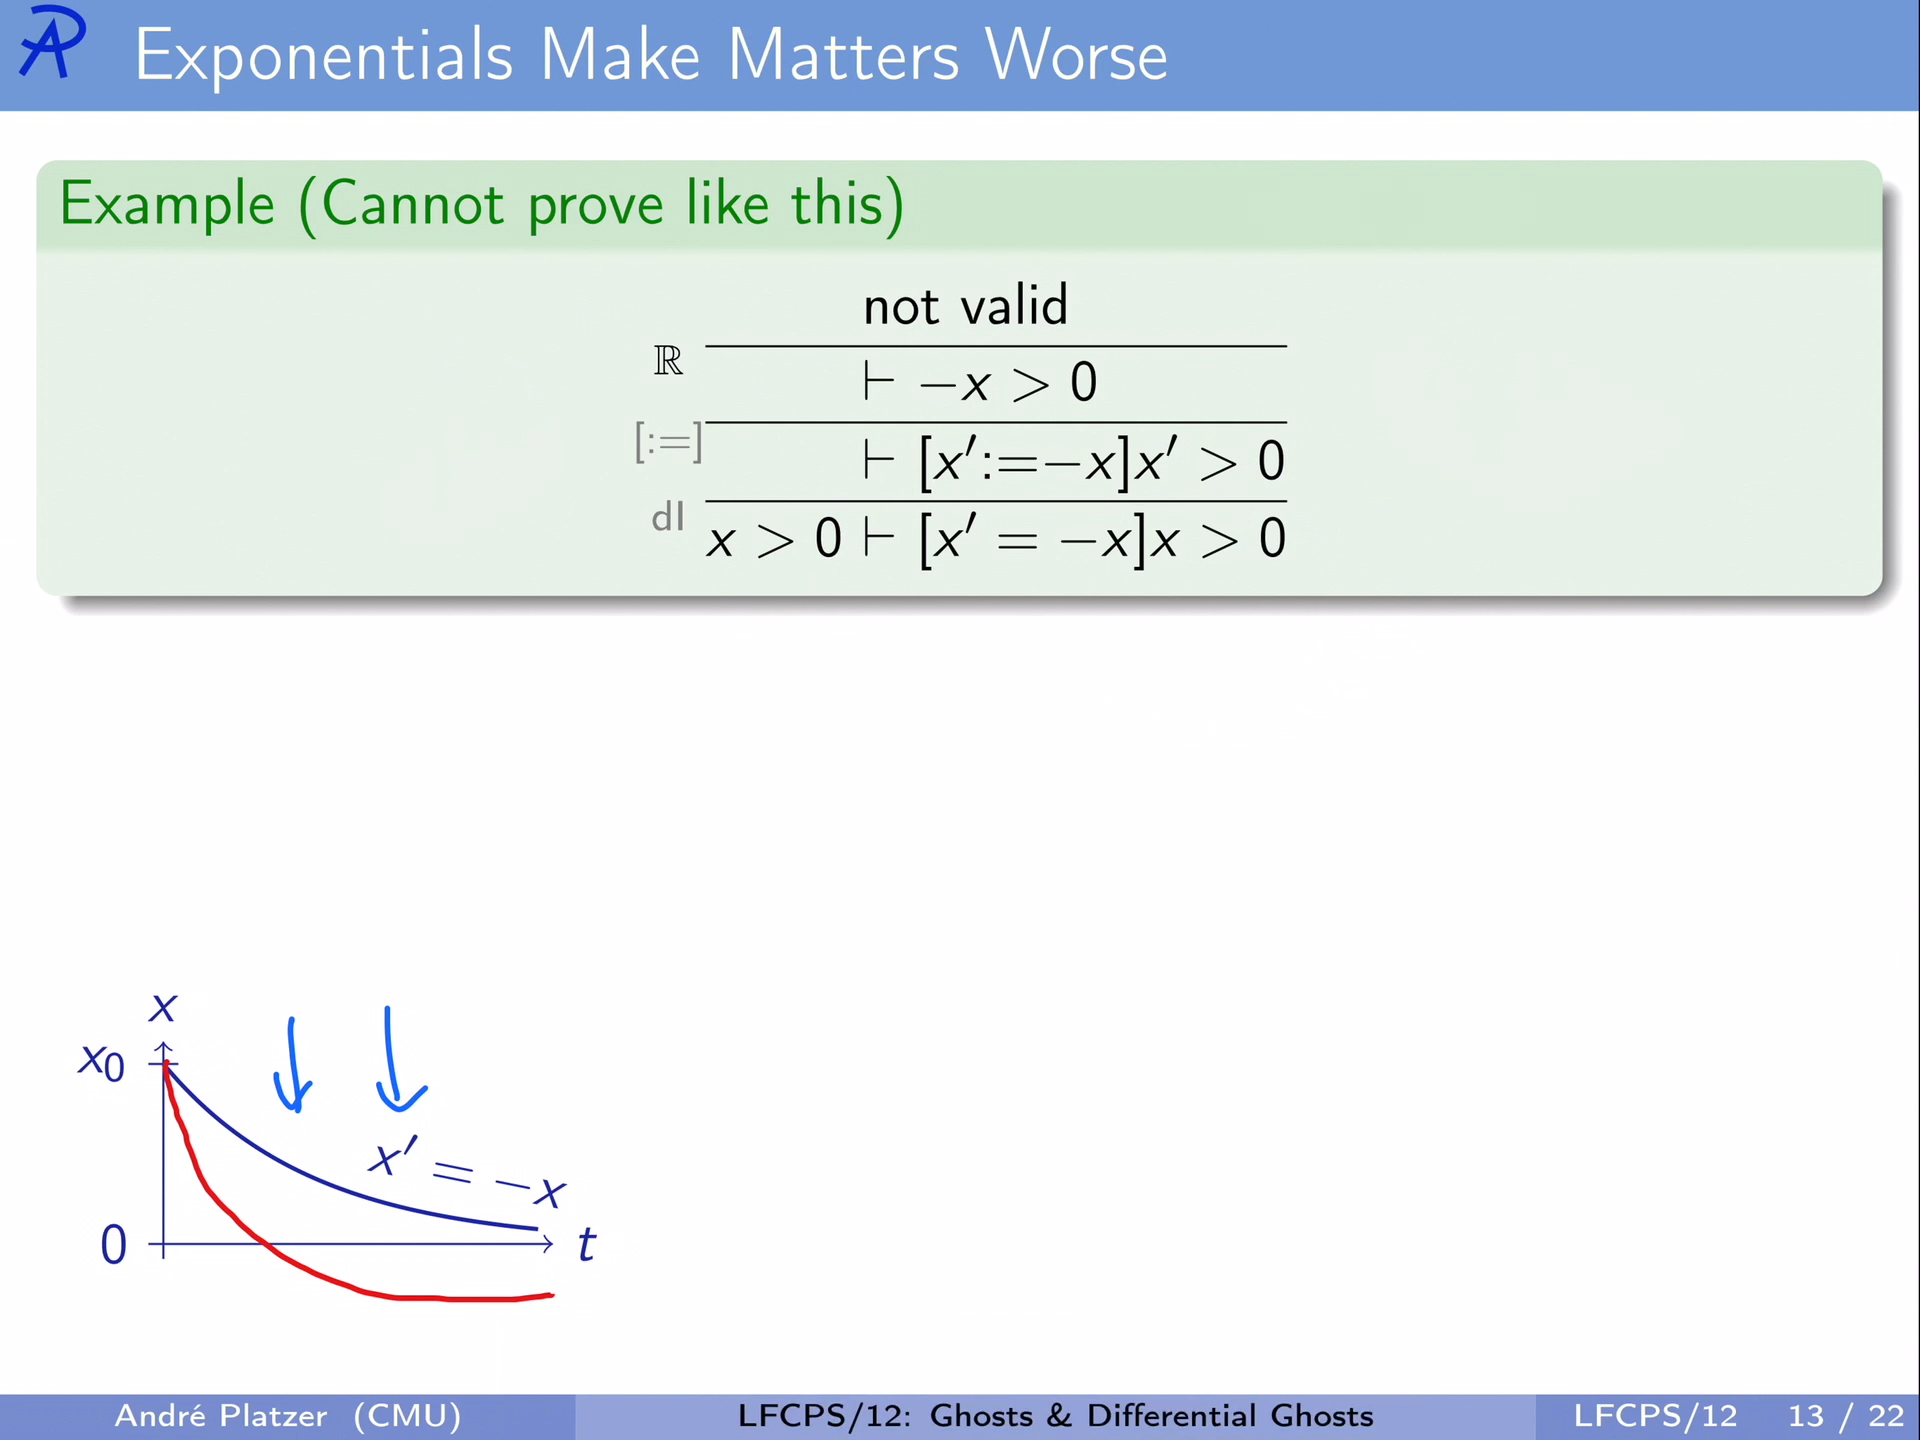 Exponentials Make Matters Worse
Example (Cannot prove like this)
not valid
ℝ
⊢ −x > 0
[:=]
⊢ [x′:=−x]x′ > 0
dI
x > 0 ⊢ [x′ = −x]x > 0
x
x₀
x′ = −x
0
t
André Platzer (CMU)
LFCPS/12: Ghosts & Differential Ghosts
LFCPS/12
13 / 22